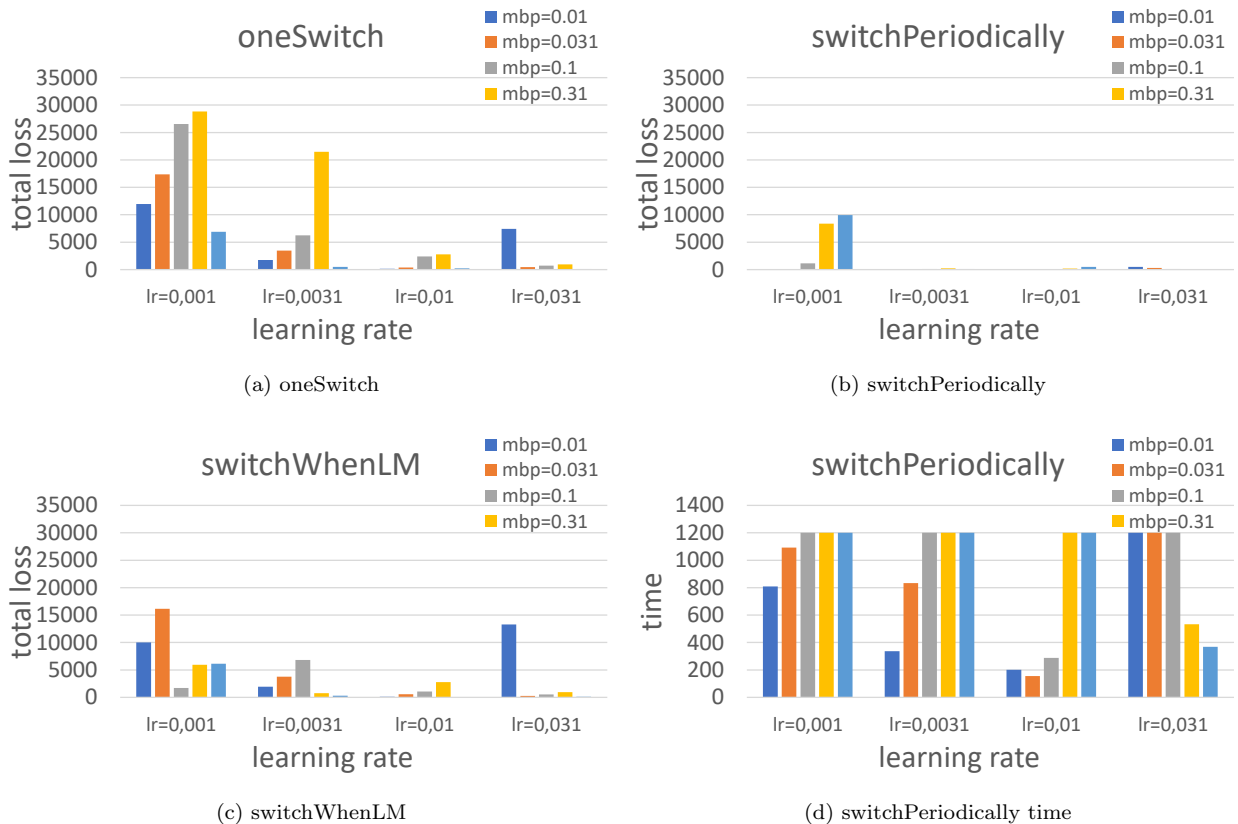 oneSwitch
mbp=0.01
mbp=0.031
mbp=0.1
mbp=0.31
35000
30000
25000
20000
15000
10000
5000
0
total loss
lr=0,001 lr=0,0031 lr=0,01 lr=0,031
learning rate
(a) oneSwitch
switchPeriodically
mbp=0.01
mbp=0.031
mbp=0.1
mbp=0.31
35000
30000
25000
20000
15000
10000
5000
0
total loss
lr=0,001 lr=0,0031 lr=0,01 lr=0,031
learning rate
(b) switchPeriodically
switchWhenLM
mbp=0.01
mbp=0.031
mbp=0.1
mbp=0.31
35000
30000
25000
20000
15000
10000
5000
0
total loss
lr=0,001 lr=0,0031 lr=0,01 lr=0,031
learning rate
(c) switchWhenLM
switchPeriodically
mbp=0.01
mbp=0.031
mbp=0.1
mbp=0.31
1400
1200
1000
800
600
400
200
0
time
lr=0,001 lr=0,0031 lr=0,01 lr=0,031
learning rate
(d) switchPeriodically time